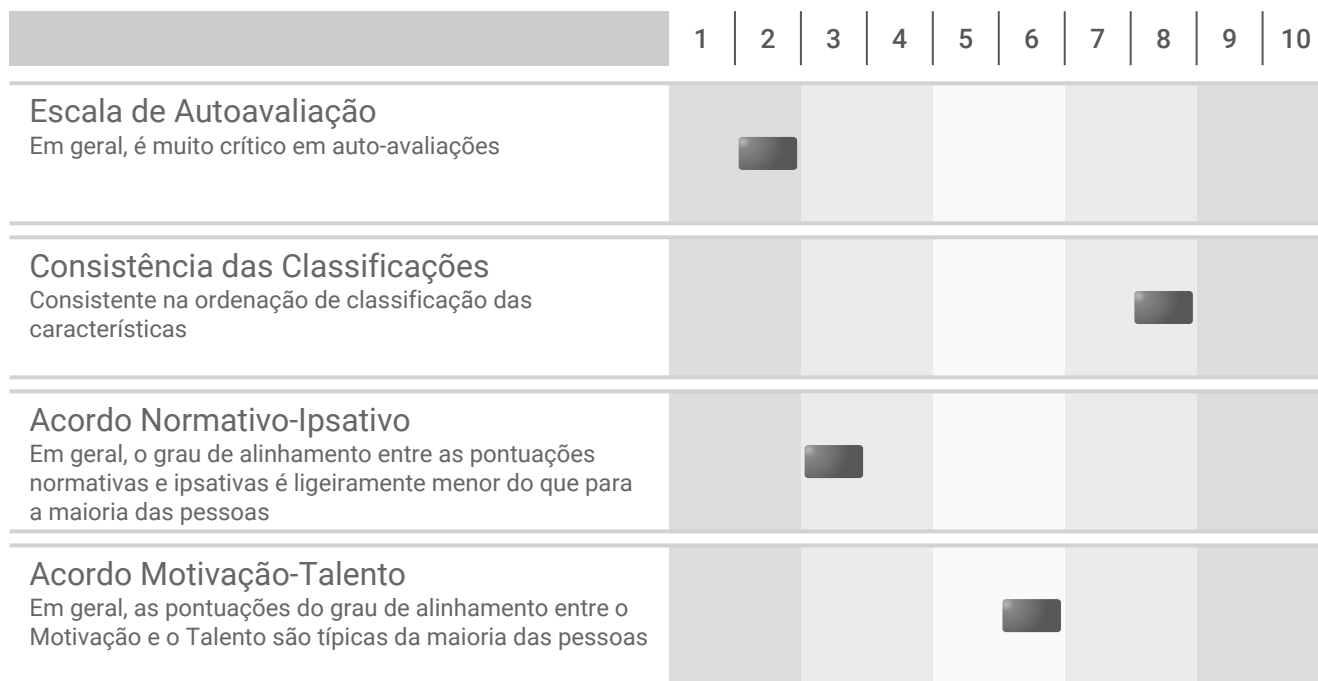 1 2 3 4 5 6 7 8 9 10
Escala de Autoavaliação
Em geral, é muito crítico em auto-avaliações
Consistência das Classificações
Consistente na ordenação de classificação das
características
Acordo Normativo-Ipsativo
Em geral, o grau de alinhamento entre as pontuações
normativas e ipsativas é ligeiramente menor do que para
a maioria das pessoas
Acordo Motivação-Talento
Em geral, as pontuações do grau de alinhamento entre o
Motivação e o Talento são típicas da maioria das pessoas